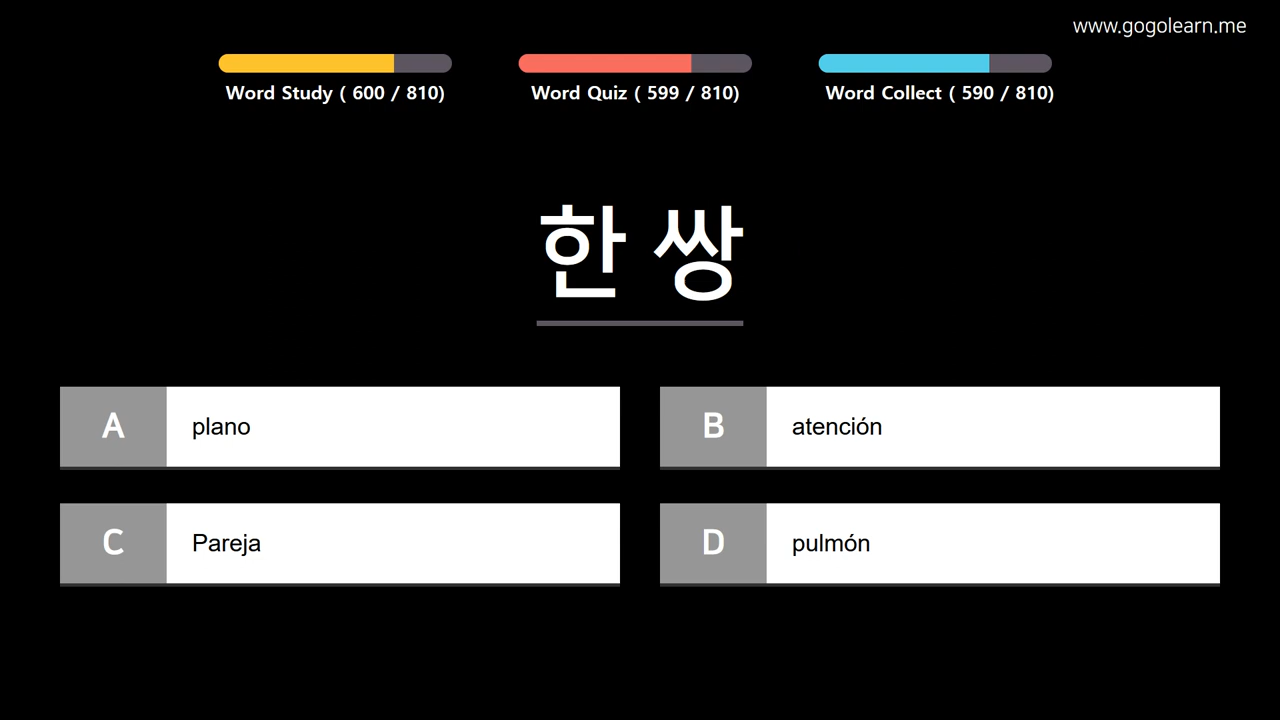 www.gogolearn.me
Word Study ( 600 / 810)
Word Quiz ( 599 / 810)
Word Collect ( 590 / 810)
한 쌍
A plano
B atención
C Pareja
D pulmón